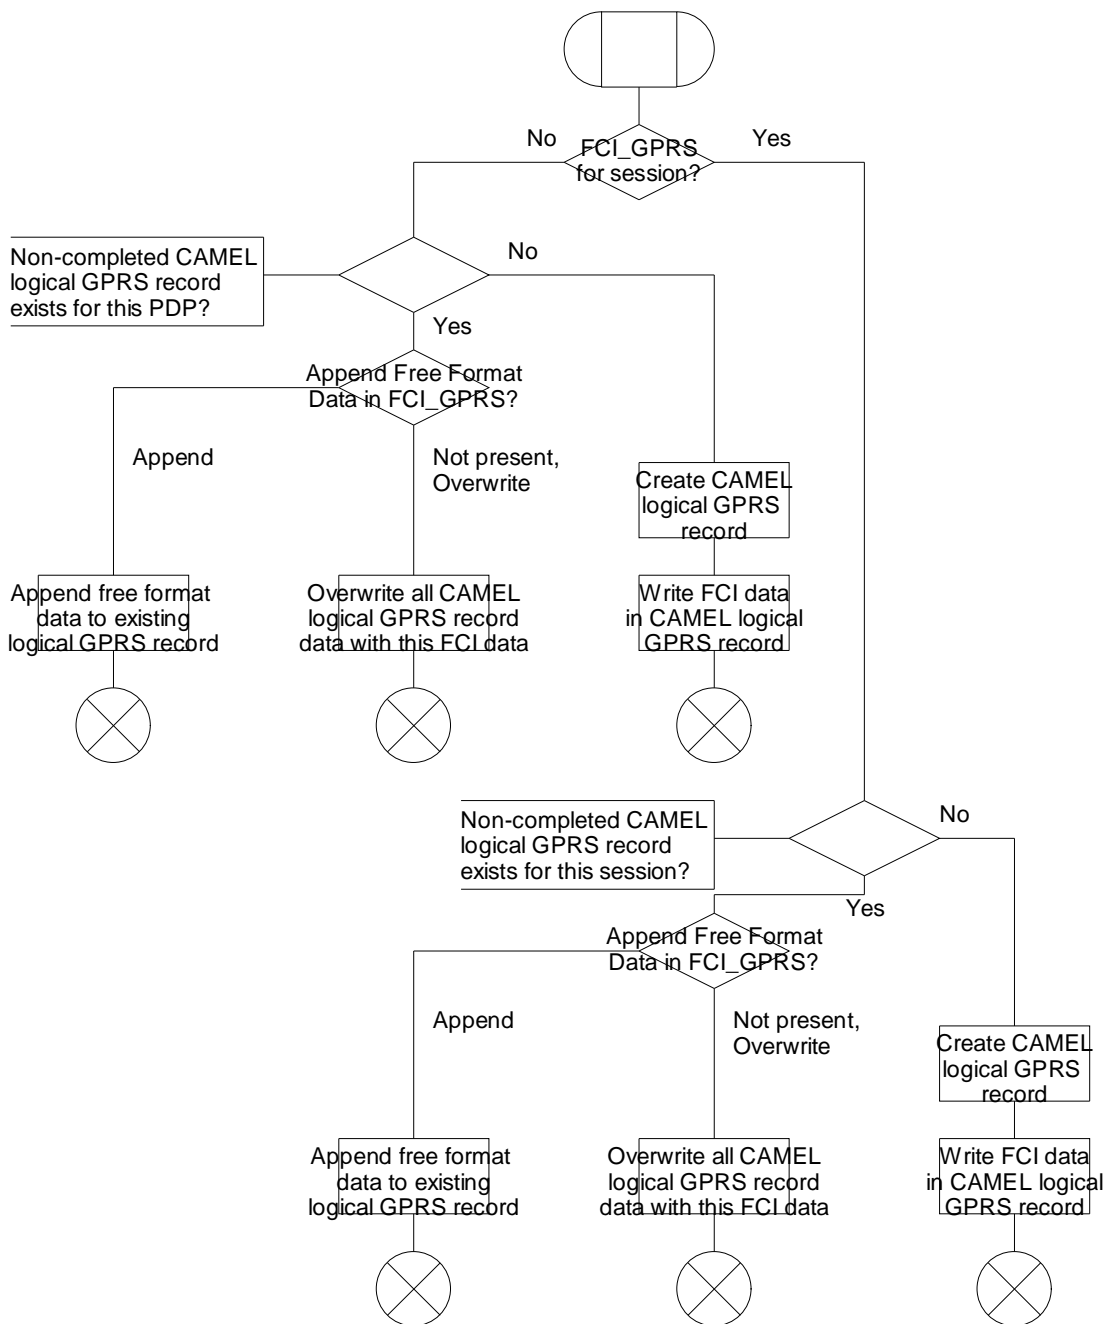 No
FCI_GPRS
for session?
Yes
Non-completed CAMEL
logical GPRS record
exists for this PDP?
No
Yes
Append Free Format
Data in FCI_GPRS?
Append
Not present,
Overwrite
Create CAMEL
logical GPRS
record
Append free format
data to existing
logical GPRS record
Overwrite all CAMEL
logical GPRS record
data with this FCI data
Write FCI data
in CAMEL logical
GPRS record
Non-completed CAMEL
logical GPRS record
exists for this session?
No
Yes
Append Free Format
Data in FCI_GPRS?
Append
Not present,
Overwrite
Create CAMEL
logical GPRS
record
Append free format
data to existing
logical GPRS record
Overwrite all CAMEL
logical GPRS record
data with this FCI data
Write FCI data
in CAMEL logical
GPRS record